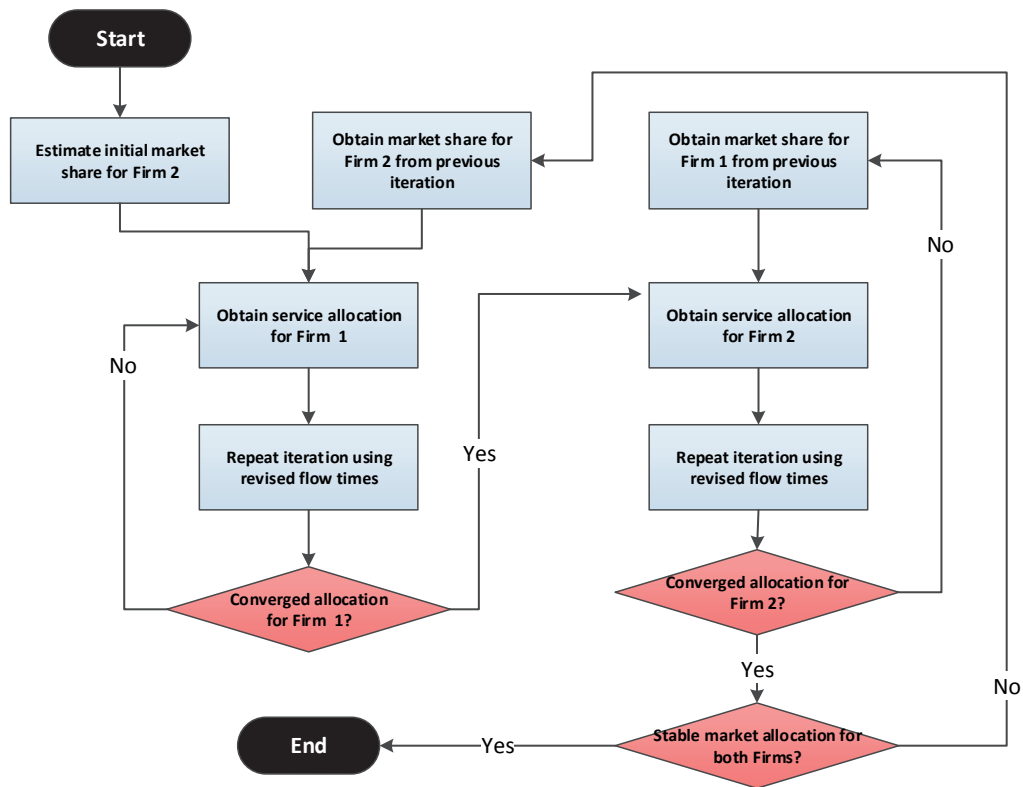 Start
Estimate initial market
share for Firm 2
Obtain market share for
Firm 2 from previous
iteration
Obtain market share for
Firm 1 from previous
iteration
No
Obtain service allocation
for Firm 1
Obtain service allocation
for Firm 2
No
Yes
Repeat iteration using
revised flow times
Repeat iteration using
revised flow times
Converged allocation
for Firm 1?
Converged allocation for
Firm 2?
Yes
No
Stable market allocation for
both Firms?
Yes
End